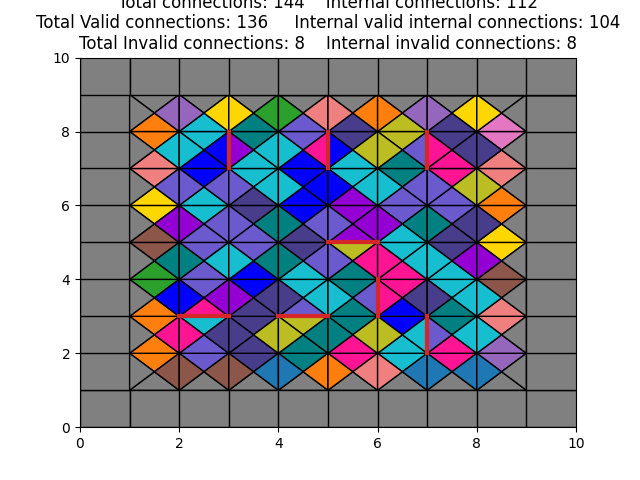 Total connections: 144    Internal connections: 112
Total Valid connections: 136    Internal valid internal connections: 104
Total Invalid connections: 8    Internal invalid connections: 8
10
8
6
4
2
0
0 2 4 6 8 10